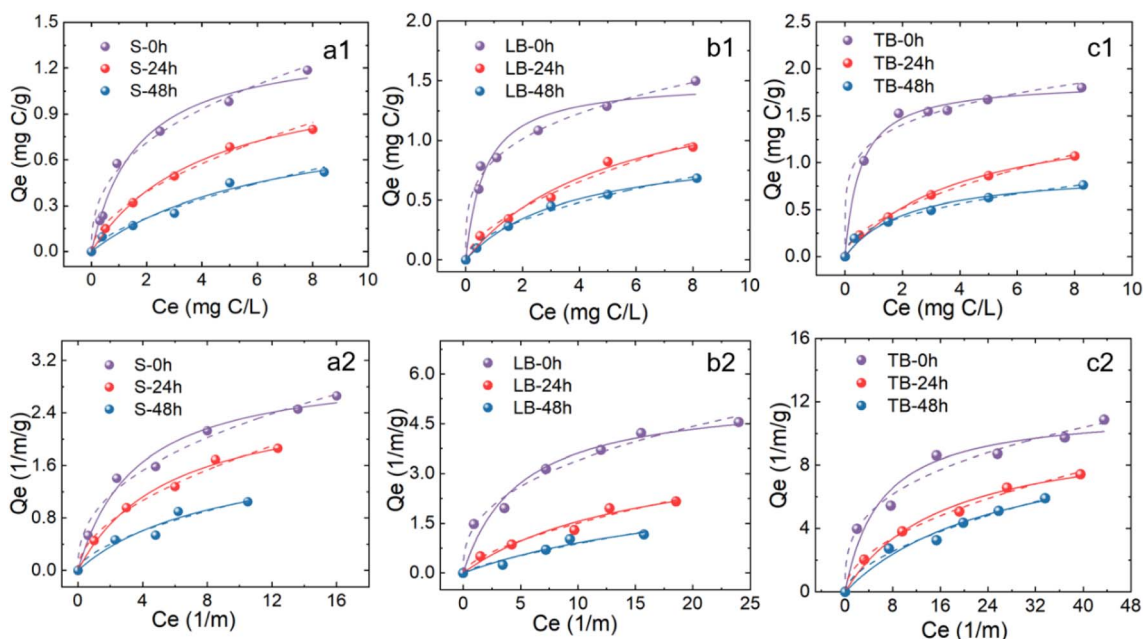 a1
S-0h
S-24h
S-48h
Qe (mg C/g)
1.5
1.2
0.9
0.6
0.3
0.0
0 2 4 6 8 10
Ce (mg C/L)
b1
LB-0h
LB-24h
LB-48h
Qe (mg C/g)
2.0
1.5
1.0
0.5
0.0
0 2 4 6 8 10
Ce (mg C/L)
c1
TB-0h
TB-24h
TB-48h
Qe (mg C/g)
2.5
2.0
1.5
1.0
0.5
0.0
0 2 4 6 8 10
Ce (mg C/L)
a2
S-0h
S-24h
S-48h
Qe (1/m/g)
3.2
2.4
1.6
0.8
0.0
0 4 8 12 16
Ce (1/m)
b2
LB-0h
LB-24h
LB-48h
Qe (1/m/g)
6.0
4.5
3.0
1.5
0.0
0 5 10 15 20 25
Ce (1/m)
c2
TB-0h
TB-24h
TB-48h
Qe (1/m/g)
16
12
8
4
0
0 12 24 36 48
Ce (1/m)